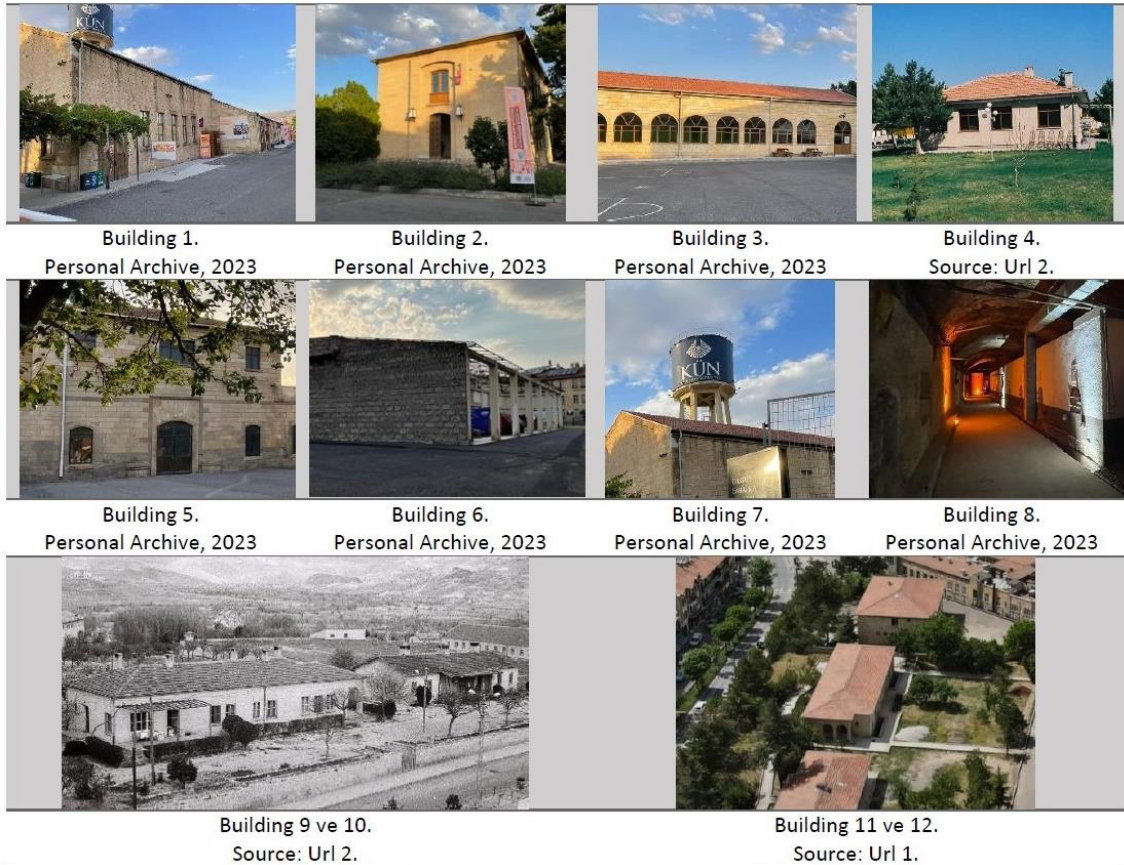 KÜN
Building 1.
Personal Archive, 2023
Building 2.
Personal Archive, 2023
Building 3.
Personal Archive, 2023
Building 4.
Source: Url 2.
KÜN
Building 5.
Personal Archive, 2023
Building 6.
Personal Archive, 2023
Building 7.
Personal Archive, 2023
Building 8.
Personal Archive, 2023
Building 9 ve 10.
Source: Url 2.
Building 11 ve 12.
Source: Url 1.